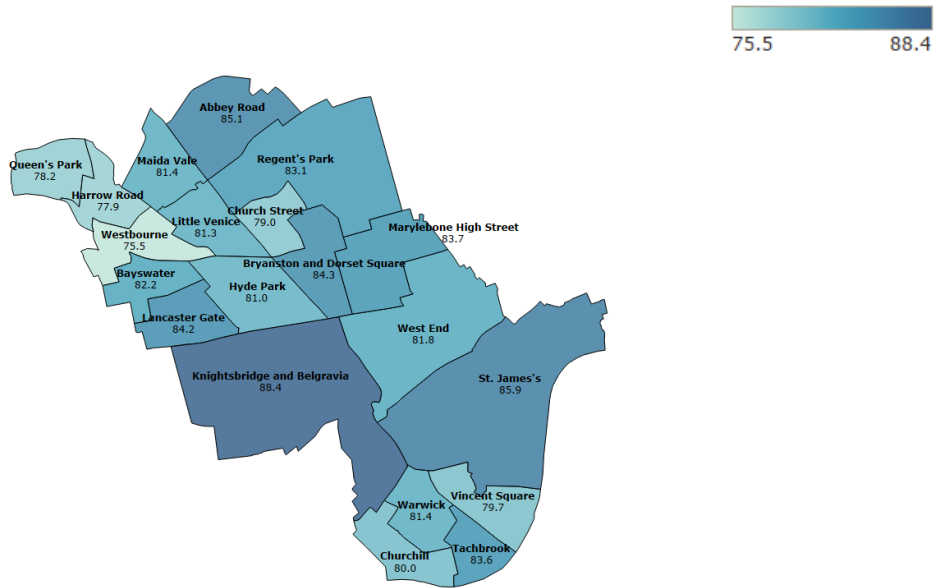 75.5 88.4
Abbey Road
85.1
Queen's Park
78.2
Maida Vale
81.4
Regent's Park
83.1
Harrow Road
77.9
Little Venice
81.3
Church Street
79.0
Marylebone High Street
83.7
Westbourne
75.5
Bayswater
82.2
Hyde Park
81.0
Bryanston and Dorset Square
84.3
Lancaster Gate
84.2
West End
81.8
Knightsbridge and Belgravia
88.4
St. James's
85.9
Vincent Square
79.7
Warwick
81.4
Churchill
80.0
Tachbrook
83.6